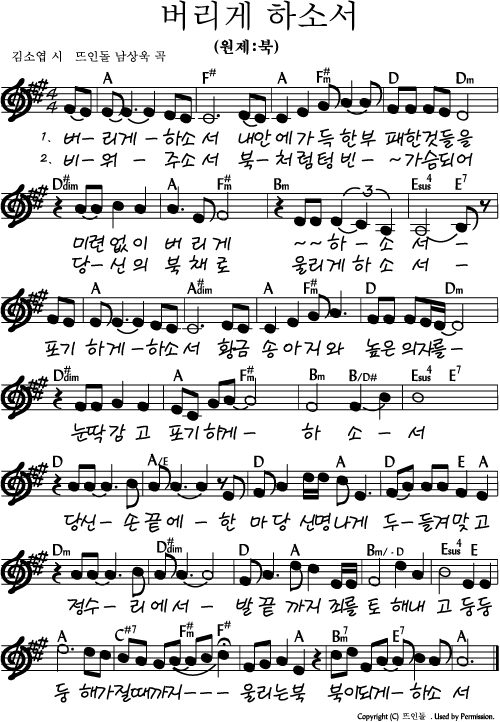 버리게 하소서
(원제:북)
김소엽 시 뜨인돌 남상욱 곡
A F# A F#m D Dm
1. 버-리게-하소서 내안에가득한부 패한것들을
2. 비-워-주소서 북-처럼텅빈-~가슴되어
D#dim A F#m Bm Esus4 E7
3
미련없이 버리게 ~~하-소 서-
당-신의 북채로 울리게하 소 서-
A A#dim A F#m D Dm
포기 하게-하소서 황금 송아지와 높은의자를-
D#dim A F#m Bm B/D# Esus4 E7
눈딱감고 포기하게- 하 소- 서
D A/E D A D E A
당신-손끝에-한 마당 신명나게 두-들겨맞고
Dm D#dim D A Bm/·D Esus4 E
정수-리에서- 발끝까지 죄를토해내고둥둥
A C#7 F#m F# A Bm7 E7 A
둥 해가질때까지--- 울리는북 북이되게-하소서
Copyright (C) 뜨인돌 . Used by Permission.